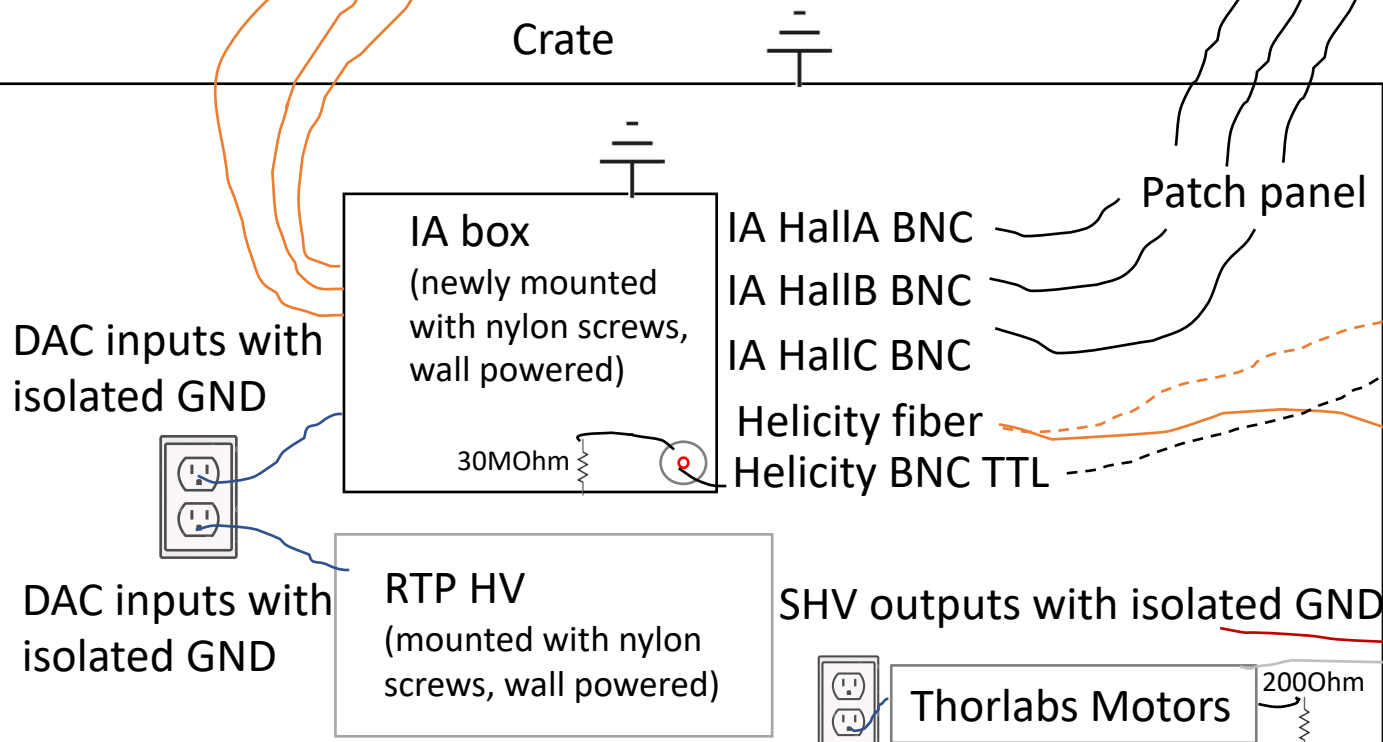 Crate
Patch panel
IA box
(newly mounted
with nylon screws,
wall powered)
IA HallA BNC
IA HallB BNC
IA HallC BNC
DAC inputs with
isolated GND
Helicity fiber
30MOhm
Helicity BNC TTL
DAC inputs with
isolated GND
RTP HV
(mounted with nylon
screws, wall powered)
SHV outputs with isolated GND
Thorlabs Motors
200Ohm